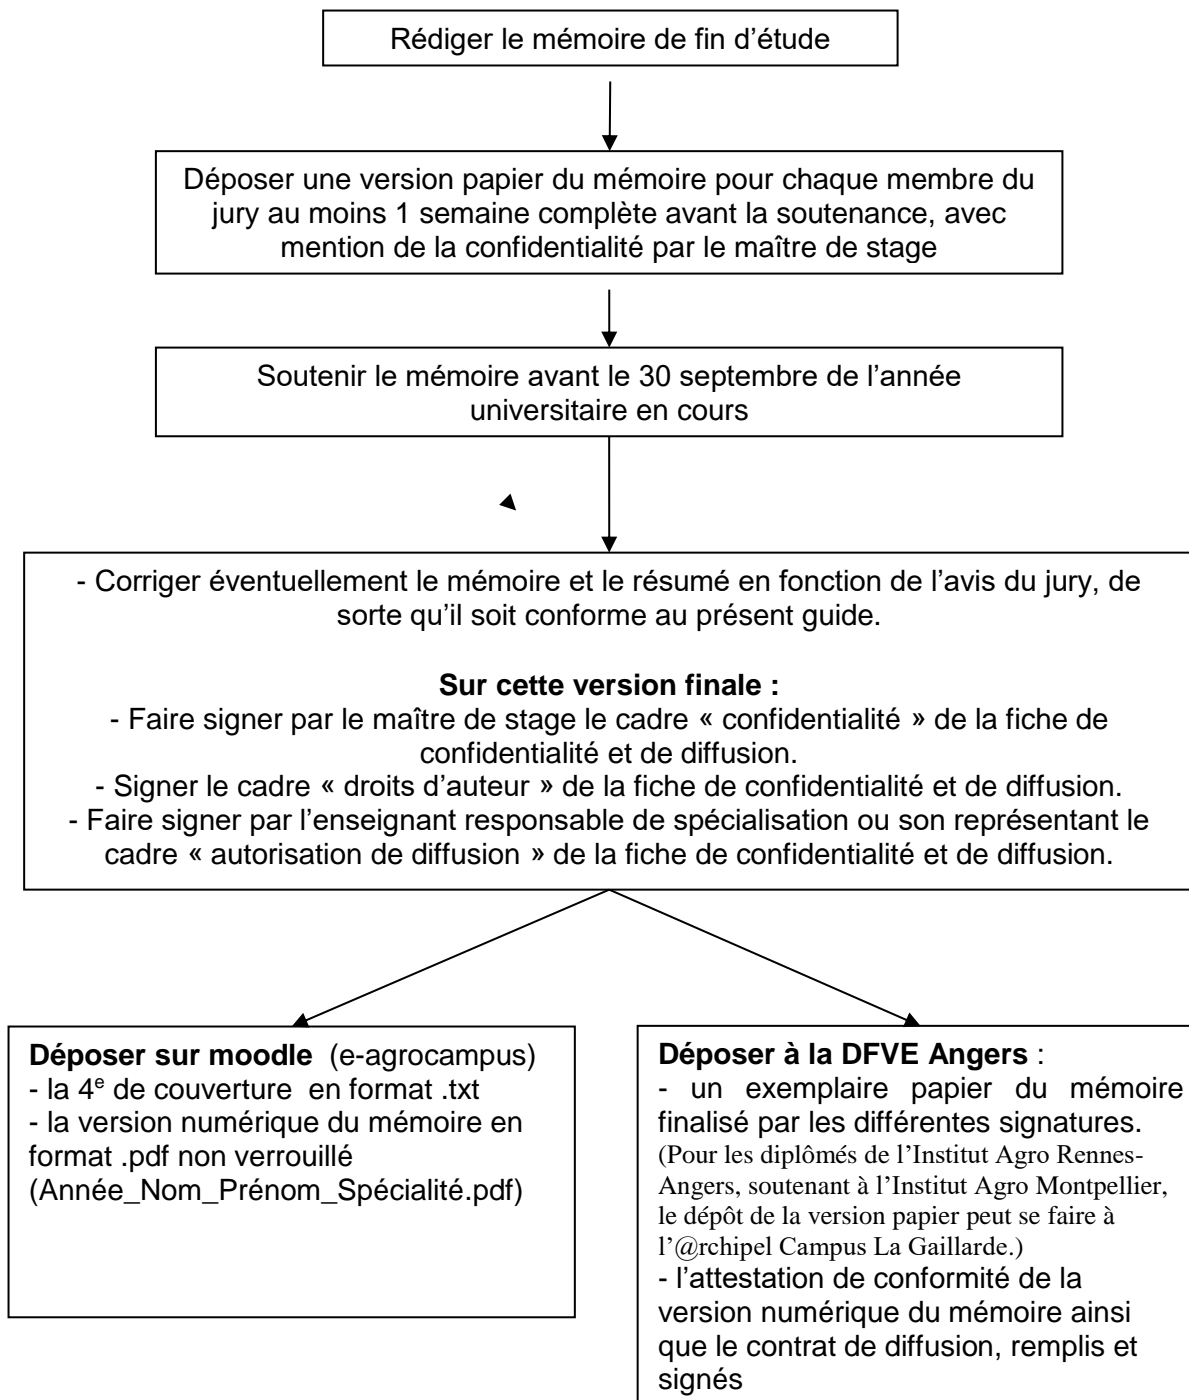 Rédiger le mémoire de fin d’étude
Déposer une version papier du mémoire pour chaque membre du
jury au moins 1 semaine complète avant la soutenance, avec
mention de la confidentialité par le maître de stage
Soutenir le mémoire avant le 30 septembre de l’année
universitaire en cours
- Corriger éventuellement le mémoire et le résumé en fonction de l’avis du jury, de
sorte qu’il soit conforme au présent guide.
Sur cette version finale :
- Faire signer par le maître de stage le cadre « confidentialité » de la fiche de
confidentialité et de diffusion.
- Signer le cadre « droits d’auteur » de la fiche de confidentialité et de diffusion.
- Faire signer par l’enseignant responsable de spécialisation ou son représentant le
cadre « autorisation de diffusion » de la fiche de confidentialité et de diffusion.
Déposer sur moodle (e-agrocampus)
- la 4e de couverture en format .txt
- la version numérique du mémoire en
format .pdf non verrouillé
(Année_Nom_Prénom_Spécialité.pdf)
Déposer à la DFVE Angers :
- un exemplaire papier du mémoire
finalisé par les différentes signatures.
(Pour les diplômés de l’Institut Agro Rennes-
Angers, soutenant à l’Institut Agro Montpellier,
le dépôt de la version papier peut se faire à
l’@rchipel Campus La Gaillarde.)
- l’attestation de conformité de la
version numérique du mémoire ainsi
que le contrat de diffusion, remplis et
signés